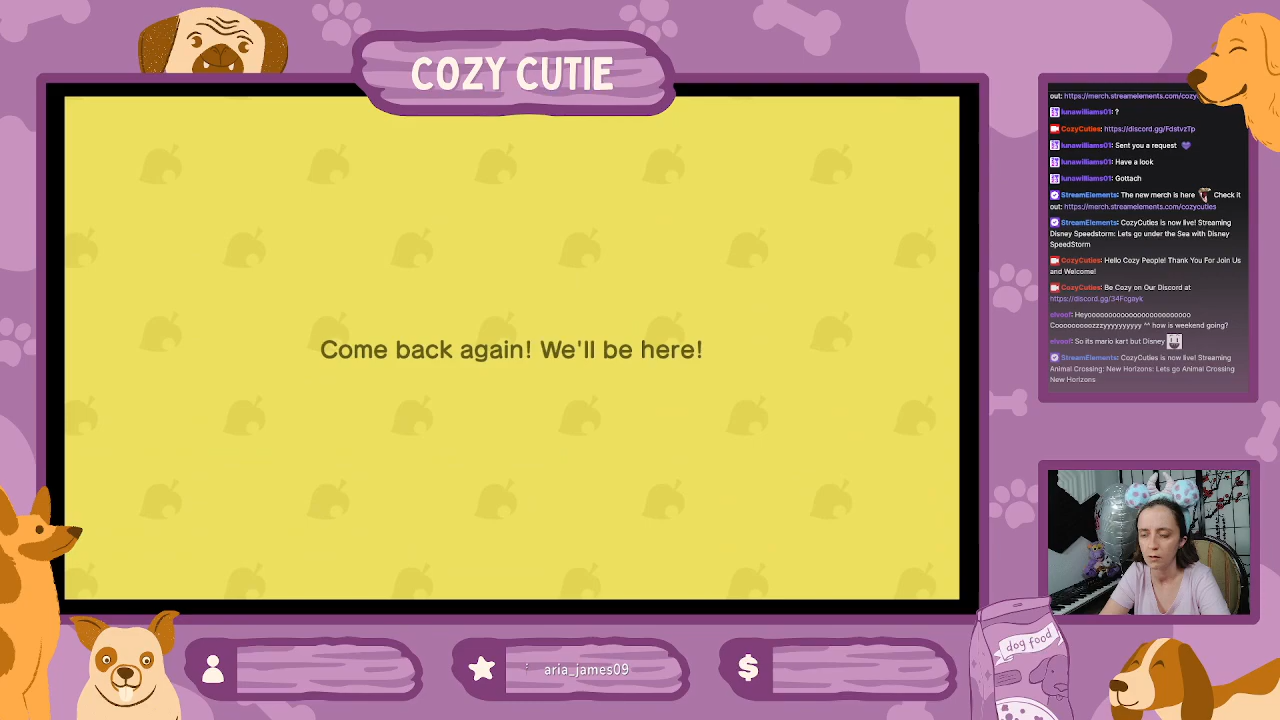 COZY CUTIE
Come back again! We'll be here!
out: https://merch.streamelements.com/cozy
lunawilliams01: ?
CozyCuties: https://discord.gg/FdstvzTp
lunawilliams01: Sent you a request
lunawilliams01: Have a look
lunawilliams01: Gottach
StreamElements: The new merch is here Check it
out: https://merch.streamelements.com/cozycuties
StreamElements: CozyCuties is now live! Streaming
Disney Speedstorm: Lets go under the Sea with Disney
SpeedStorm
CozyCuties: Hello Cozy People! Thank You For Join Us
and Welcome!
CozyCuties: Be Cozy on Our Discord at
https://discord.gg/34Fcgayk
Heyoooooooooooooooooooooooo
Cooooooooozzzyyyyyyyyyy ^^ how is weekend going?
So its mario kart but Disney
StreamElements: CozyCuties is now live! Streaming
Animal Crossing: New Horizons: Lets go Animal Crossing
New Horizons
aria_james09
$
dog food